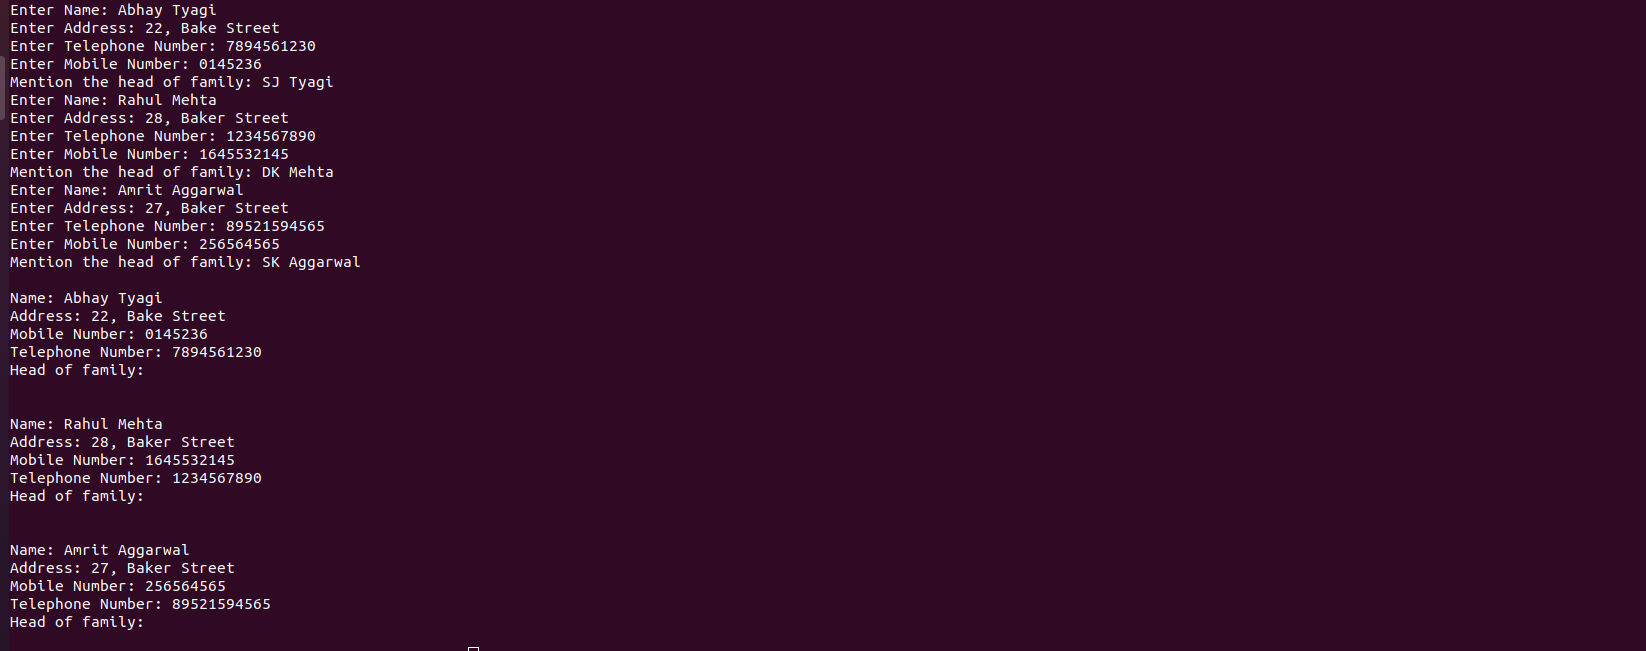 Enter Name: Abhay Tyagi
Enter Address: 22, Bake Street
Enter Telephone Number: 7894561230
Enter Mobile Number: 0145236
Mention the head of family: SJ Tyagi
Enter Name: Rahul Mehta
Enter Address: 28, Baker Street
Enter Telephone Number: 1234567890
Enter Mobile Number: 1645532145
Mention the head of family: DK Mehta
Enter Name: Amrit Aggarwal
Enter Address: 27, Baker Street
Enter Telephone Number: 89521594565
Enter Mobile Number: 256564565
Mention the head of family: SK Aggarwal
Name: Abhay Tyagi
Address: 22, Bake Street
Mobile Number: 0145236
Telephone Number: 7894561230
Head of family:
Name: Rahul Mehta
Address: 28, Baker Street
Mobile Number: 1645532145
Telephone Number: 1234567890
Head of family:
Name: Amrit Aggarwal
Address: 27, Baker Street
Mobile Number: 256564565
Telephone Number: 89521594565
Head of family: